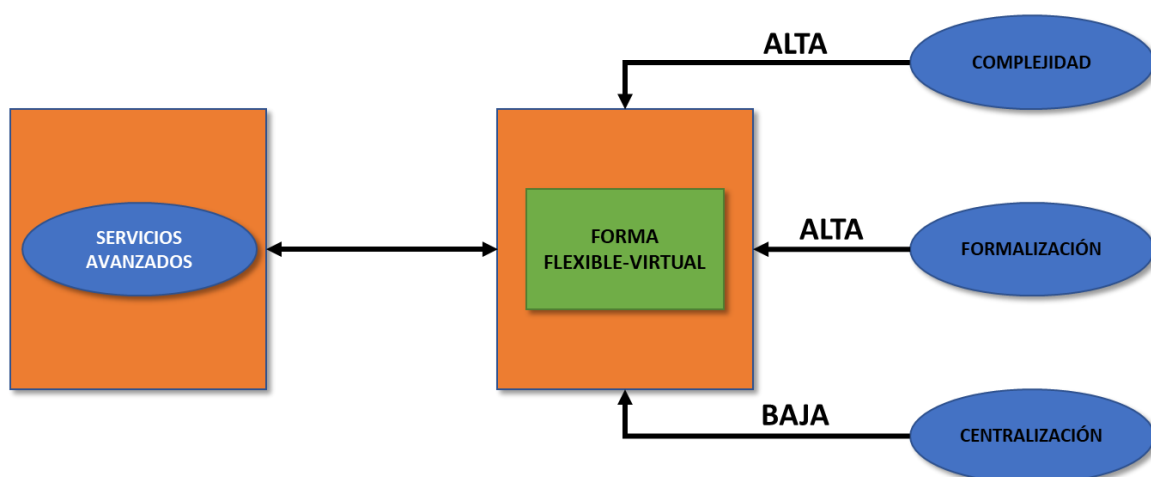 ALTA
COMPLEJIDAD
SERVICIOS
AVANZADOS
FORMA
FLEXIBLE-VIRTUAL
ALTA
FORMALIZACIÓN
BAJA
CENTRALIZACIÓN